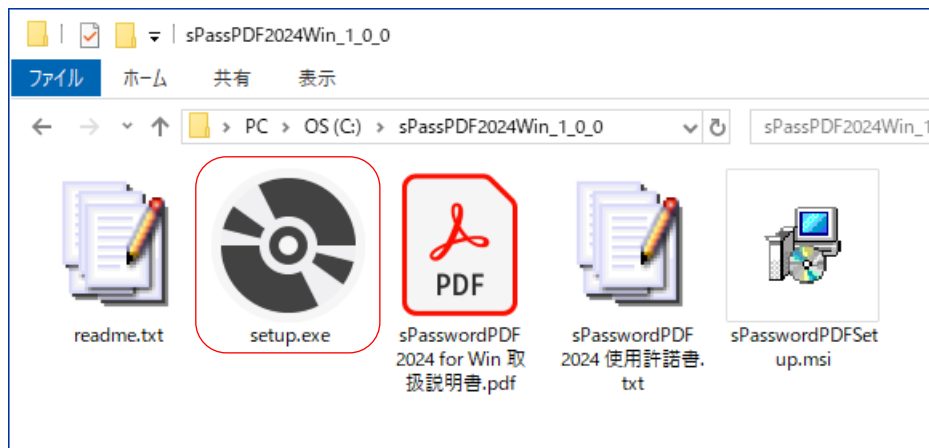 sPassPDF2024Win_1_0_0
ファイル ホーム 共有 表示
PC OS (C:) sPassPDF2024Win_1_0_0 sPassPDF2024Win_1
PDF
readme.txt
setup.exe
sPasswordPDF
2024 for Win 取
扱説明書.pdf
sPasswordPDF
2024 使用許諾書.
txt
sPasswordPDFSet
up.msi